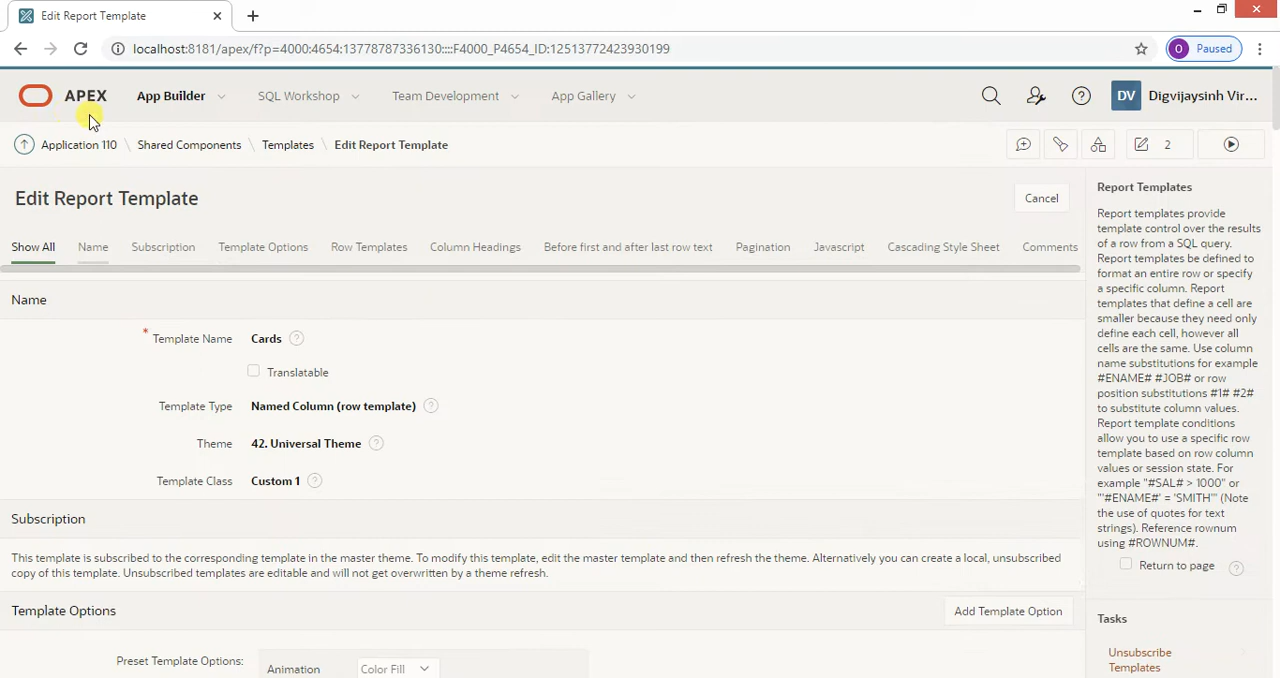 Edit Report Template
localhost:8181/apex/f?p=4000:4654:13778787336130::::F4000_P4654_ID:12513772423930199
O Paused
APEX App Builder SQL Workshop Team Development App Gallery DV Digvijaysinh Vir...
Application 110 \ Shared Components \ Templates \ Edit Report Template 2
Edit Report Template Cancel
Show All Name Subscription Template Options Row Templates Column Headings Before first and after last row text Pagination Javascript Cascading Style Sheet Comments
Name
* Template Name Cards ?
Translatable
Template Type Named Column (row template) ?
Theme 42. Universal Theme ?
Template Class Custom 1 ?
Subscription
This template is subscribed to the corresponding template in the master theme. To modify this template, edit the master template and then refresh the theme. Alternatively you can create a local, unsubscribed
copy of this template. Unsubscribed templates are editable and will not get overwritten by a theme refresh.
Template Options Add Template Option
Preset Template Options: Animation Color Fill
Report Templates
Report templates provide
template control over the results
of a row from a SQL query.
Report templates be defined to
format an entire row or specify
a specific column. Report
templates that define a cell are
smaller because they need only
define each cell, however all
cells are the same. Use column
name substitutions for example
#ENAME# #JOB# or row
position substitutions #1# #2#
to substitute column values.
Report template conditions
allow you to use a specific row
template based on row column
values or session state. For
example "#SAL# > 1000" or
"'#ENAME#' = 'SMITH'" (Note
the use of quotes for text
strings). Reference rownum
using #ROWNUM#.
Return to page ?
Tasks
Unsubscribe
Templates